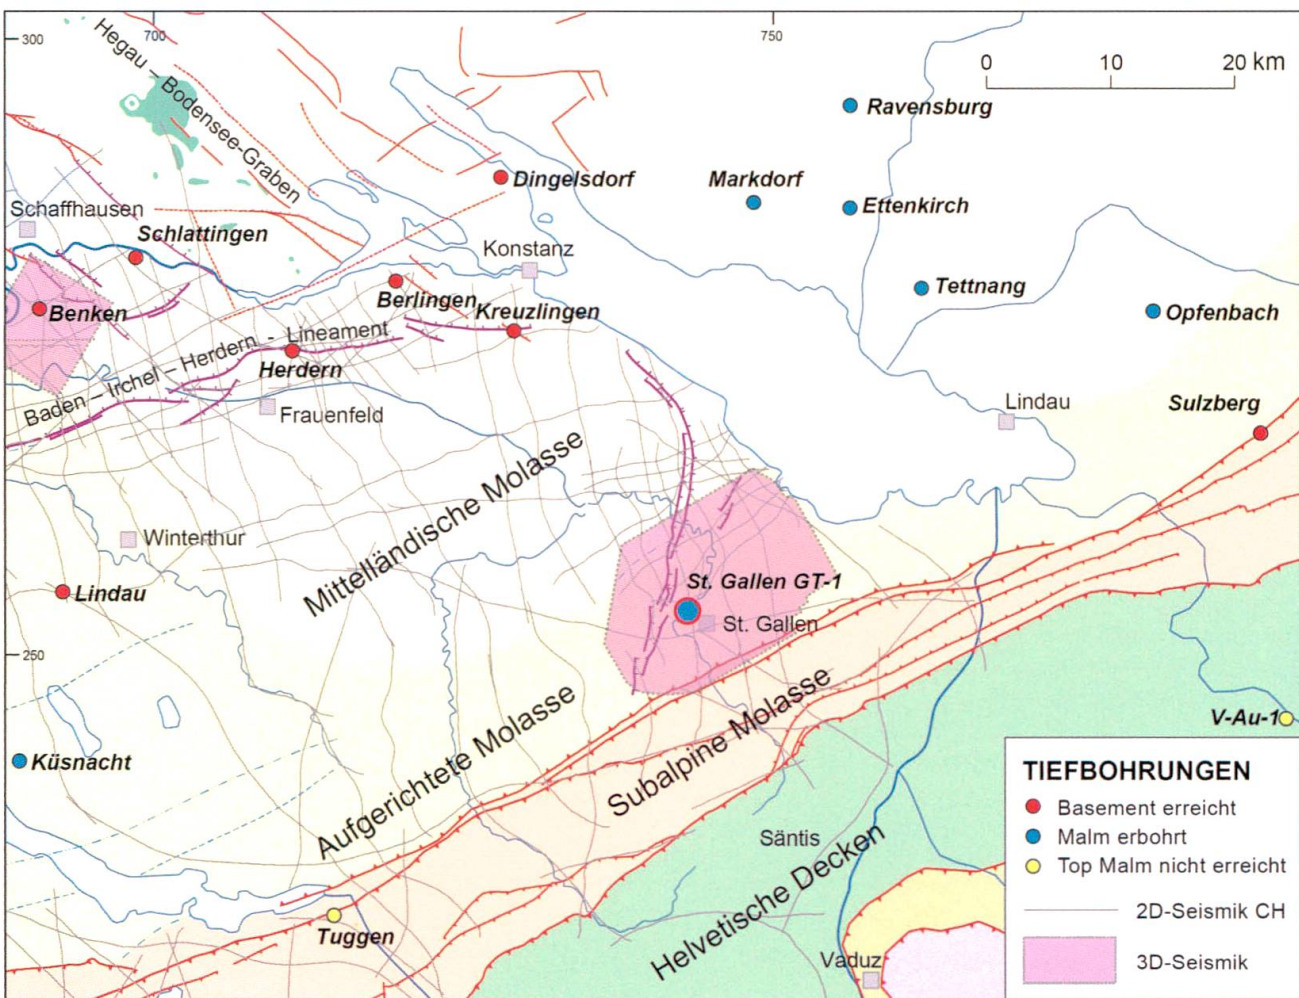 300
700
750
0 10 20 km
Hegau – Bodensee-Graben
Ravensburg
Dingelsdorf
Markdorf
Ettenkirch
Schaffhausen
Schlattingen
Konstanz
Tettnang
Berlingen
Benken
Kreuzlingen
Opfenbach
Baden – Irchel – Herdern - Lineament
Herdern
Frauenfeld
Lindau
Sulzberg
Mittelländische Molasse
Winterthur
Lindau
St. Gallen GT-1
St. Gallen
250
Aufgerichtete Molasse
Subalpine Molasse
V-Au-1
Küsnacht
Säntis
Helvetische Decken
Tuggen
Vaduz
TIEFBOHRUNGEN
Basement erreicht
Malm erbohrt
Top Malm nicht erreicht
2D-Seismik CH
3D-Seismik